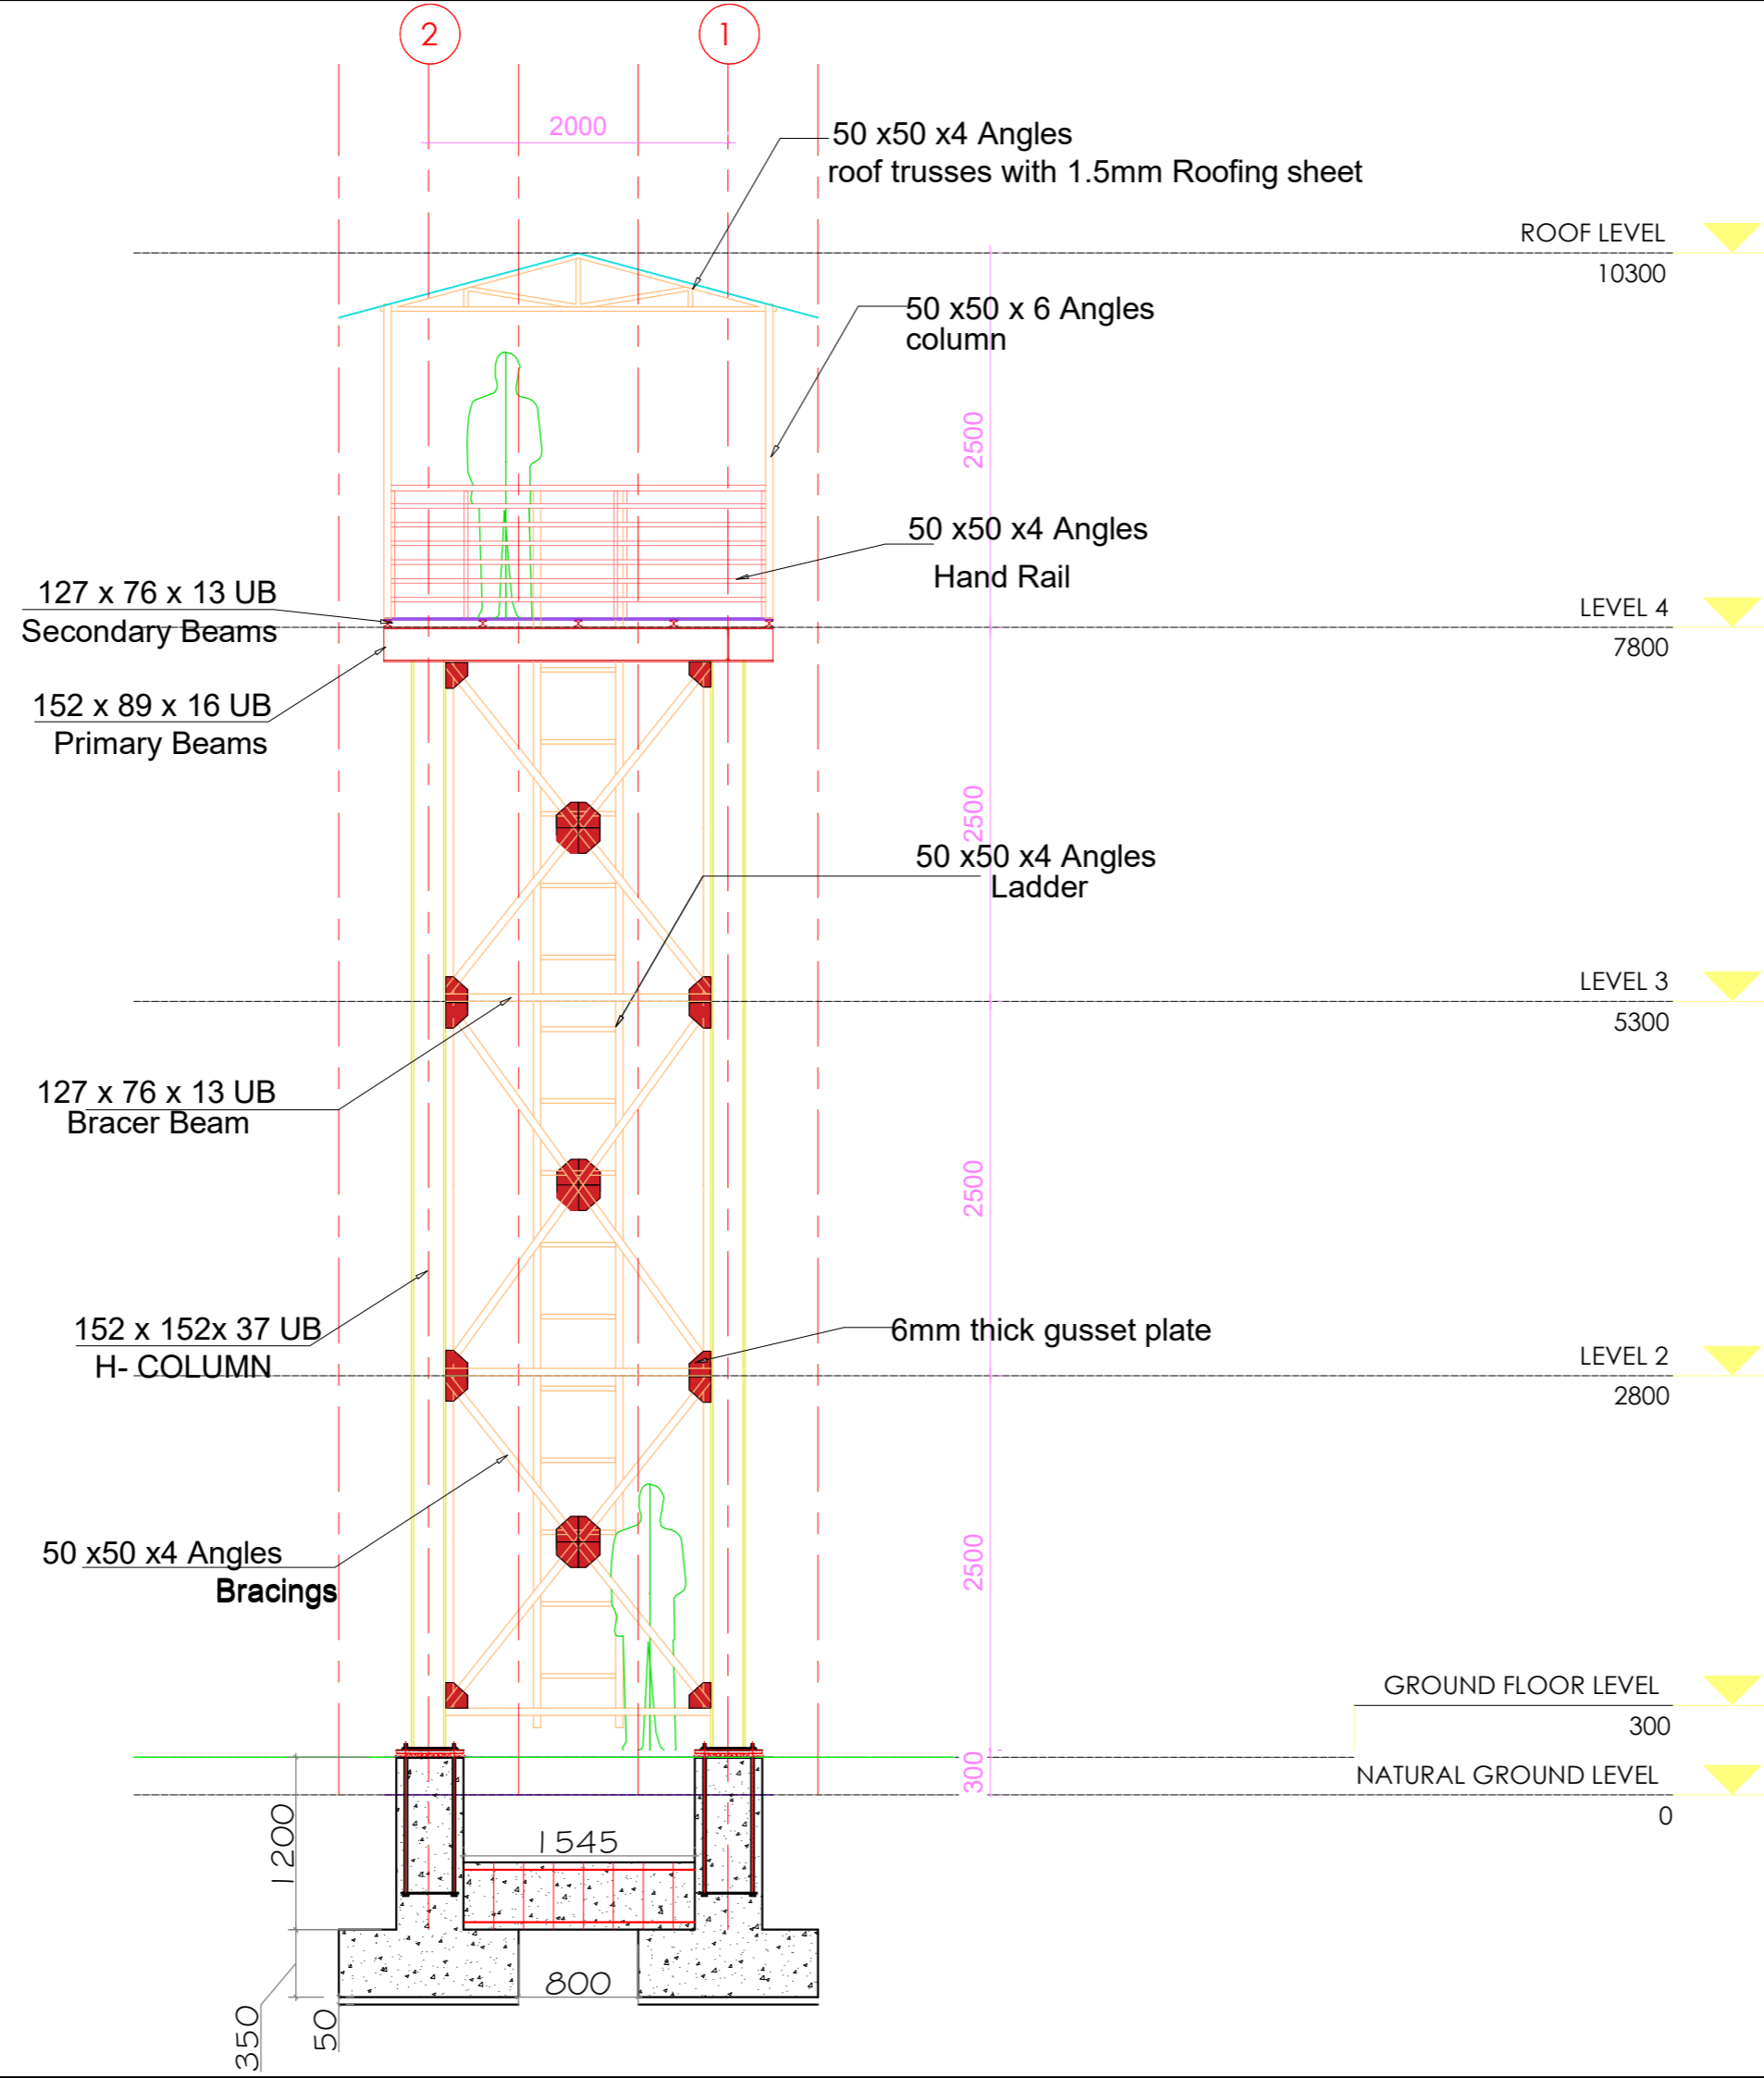 2
1
2000
50 x50 x4 Angles
roof trusses with 1.5mm Roofing sheet
ROOF LEVEL
10300
50 x50 x 6 Angles
column
2500
50 x50 x4 Angles
Hand Rail
127 x 76 x 13 UB
Secondary Beams
LEVEL 4
7800
152 x 89 x 16 UB
Primary Beams
2500
50 x50 x4 Angles
Ladder
LEVEL 3
5300
127 x 76 x 13 UB
Bracer Beam
2500
152 x 152x 37 UB
H- COLUMN
6mm thick gusset plate
LEVEL 2
2800
50 x50 x4 Angles
Bracings
2500
GROUND FLOOR LEVEL
300
300
NATURAL GROUND LEVEL
0
1200
1545
800
350
50